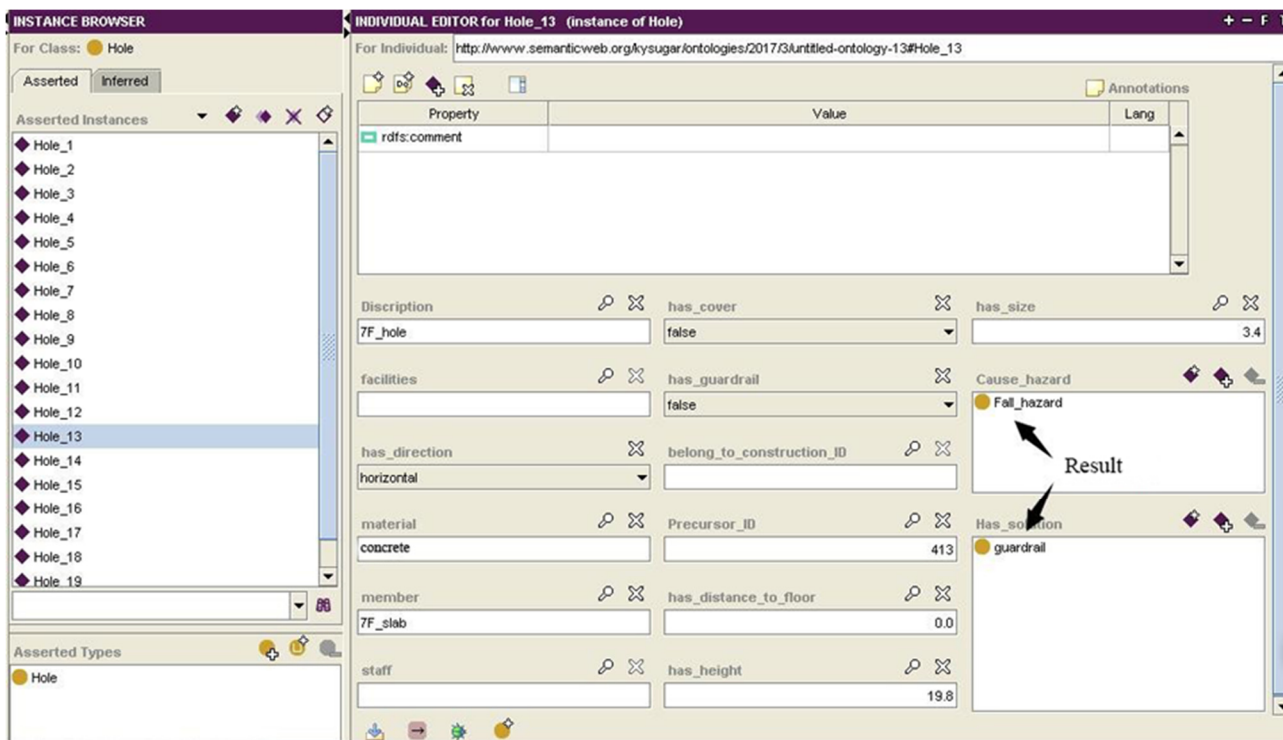 INSTANCE BROWSER
For Class: Hole
Asserted Inferred
Asserted Instances
Hole_1
Hole_2
Hole_3
Hole_4
Hole_5
Hole_6
Hole_7
Hole_8
Hole_9
Hole_10
Hole_11
Hole_12
Hole_13
Hole_14
Hole_15
Hole_16
Hole_17
Hole_18
Hole_19
Asserted Types
Hole
INDIVIDUAL EDITOR for Hole_13 (instance of Hole)
+ − F
For Individual: http://www.semanticweb.org/kysugar/ontologies/2017/3/untitled-ontology-13#Hole_13
Annotations
Property Value Lang
rdfs:comment
Discription has_cover has_size
7F_hole false 3.4
facilities has_guardrail Cause_hazard
false Fall_hazard
has_direction belong_to_construction_ID
Result
horizontal
material Precursor_ID Has_solution
concrete 413 guardrail
member has_distance_to_floor
7F_slab 0.0
staff has_height
19.8